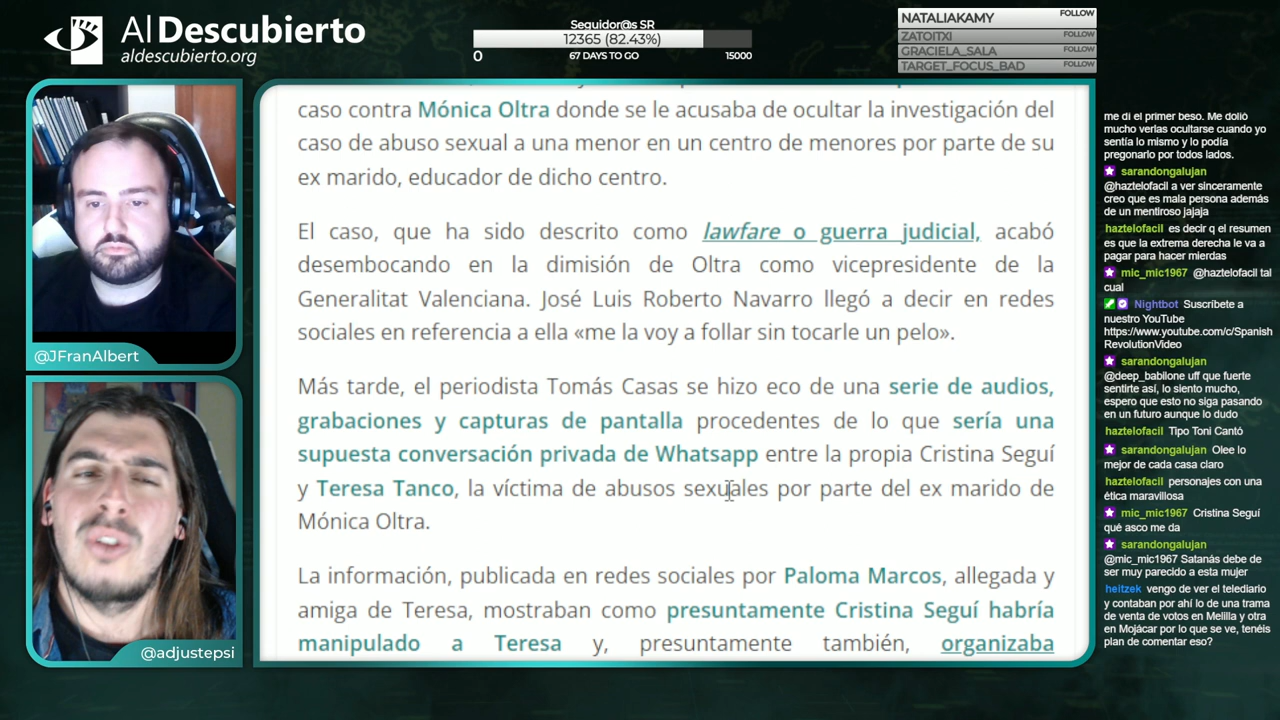 Al Descubierto
aldescubierto.org
Seguidor@s SR
12365 (82.43%)
0
67 DAYS TO GO
15000
NATALIAKAMY FOLLOW
ZATOITXI FOLLOW
GRACIELA_SALA FOLLOW
TARGET_FOCUS_BAD FOLLOW
@JFranAlbert
@adjustepsi
caso contra Mónica Oltra donde se le acusaba de ocultar la investigación del
caso de abuso sexual a una menor en un centro de menores por parte de su
ex marido, educador de dicho centro.
El caso, que ha sido descrito como lawfare o guerra judicial, acabó
desembocando en la dimisión de Oltra como vicepresidente de la
Generalitat Valenciana. José Luis Roberto Navarro llegó a decir en redes
sociales en referencia a ella «me la voy a follar sin tocarle un pelo».
Más tarde, el periodista Tomás Casas se hizo eco de una serie de audios,
grabaciones y capturas de pantalla procedentes de lo que sería una
supuesta conversación privada de Whatsapp entre la propia Cristina Seguí
y Teresa Tanco, la víctima de abusos sexuales por parte del ex marido de
Mónica Oltra.
La información, publicada en redes sociales por Paloma Marcos, allegada y
amiga de Teresa, mostraban como presuntamente Cristina Seguí habría
manipulado a Teresa y, presuntamente también, organizaba
me di el primer beso. Me dolió
mucho verlas ocultarse cuando yo
sentía lo mismo y lo podía
pregonarlo por todos lados.
sarandongalujan
@haztelofacil a ver sinceramente
creo que es mala persona además
de un mentiroso jajaja
haztelofacil es decir q el resumen
es que la extrema derecha le va a
pagar para hacer mierdas
mic_mic1967 @haztelofacil tal
cual
Nightbot Suscríbete a
nuestro YouTube
https://www.youtube.com/c/Spanish
RevolutionVideo
sarandongalujan
@deep_babilone uff que fuerte
sentirte así, lo siento mucho,
espero que esto no siga pasando
en un futuro aunque lo dudo
haztelofacil Tipo Toni Cantó
sarandongalujan Olee lo
mejor de cada casa claro
haztelofacil personajes con una
ética maravillosa
mic_mic1967 Cristina Seguí
qué asco me da
sarandongalujan
@mic_mic1967 Satanás debe de
ser muy parecido a esta mujer
heitzek vengo de ver el telediario
y contaban por ahí lo de una trama
de venta de votos en Melilla y otra
en Mojácar por lo que se ve, tenéis
plan de comentar eso?